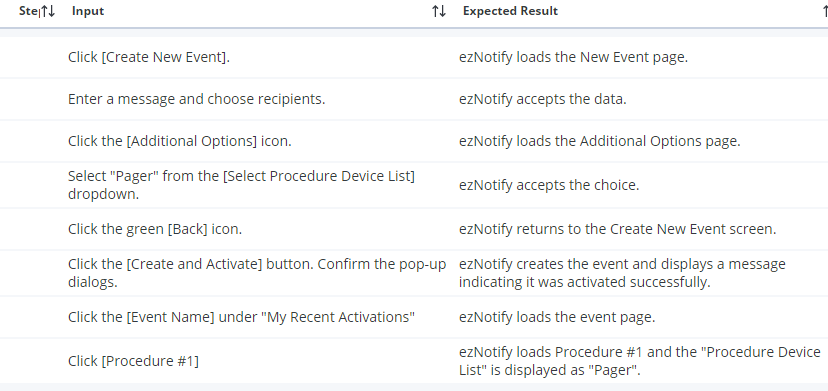 Ste Input Expected Result
Click [Create New Event]. ezNotify loads the New Event page.
Enter a message and choose recipients. ezNotify accepts the data.
Click the [Additional Options] icon. ezNotify loads the Additional Options page.
Select "Pager" from the [Select Procedure Device List]
dropdown.
ezNotify accepts the choice.
Click the green [Back] icon. ezNotify returns to the Create New Event screen.
Click the [Create and Activate] button. Confirm the pop-up
dialogs.
ezNotify creates the event and displays a message
indicating it was activated successfully.
Click the [Event Name] under "My Recent Activations" ezNotify loads the event page.
Click [Procedure #1]
ezNotify loads Procedure #1 and the "Procedure Device
List" is displayed as "Pager".